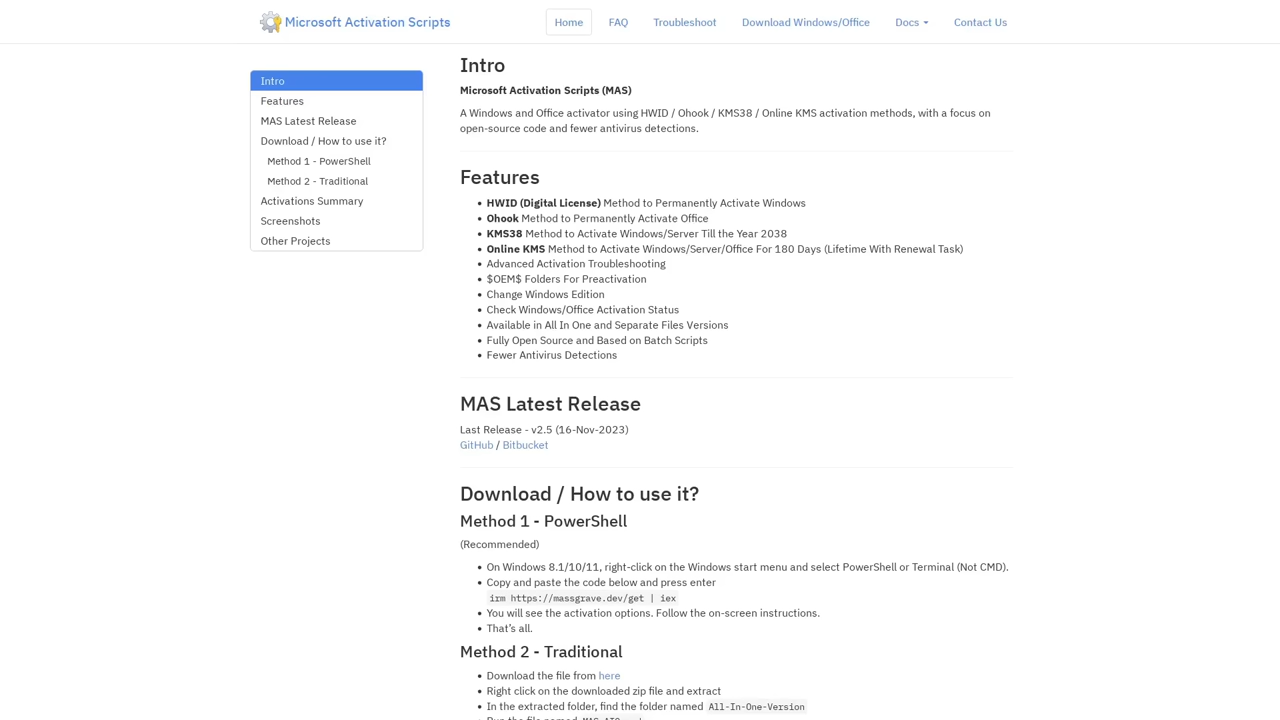 Microsoft Activation Scripts
Home
FAQ
Troubleshoot
Download Windows/Office
Docs
Contact Us
Intro
Features
MAS Latest Release
Download / How to use it?
Method 1 - PowerShell
Method 2 - Traditional
Activations Summary
Screenshots
Other Projects
Intro
Microsoft Activation Scripts (MAS)
A Windows and Office activator using HWID / Ohook / KMS38 / Online KMS activation methods, with a focus on
open-source code and fewer antivirus detections.
Features
• HWID (Digital License) Method to Permanently Activate Windows
• Ohook Method to Permanently Activate Office
• KMS38 Method to Activate Windows/Server Till the Year 2038
• Online KMS Method to Activate Windows/Server/Office For 180 Days (Lifetime With Renewal Task)
• Advanced Activation Troubleshooting
• $OEM$ Folders For Preactivation
• Change Windows Edition
• Check Windows/Office Activation Status
• Available in All In One and Separate Files Versions
• Fully Open Source and Based on Batch Scripts
• Fewer Antivirus Detections
MAS Latest Release
Last Release - v2.5 (16-Nov-2023)
GitHub / Bitbucket
Download / How to use it?
Method 1 - PowerShell
(Recommended)
• On Windows 8.1/10/11, right-click on the Windows start menu and select PowerShell or Terminal (Not CMD).
• Copy and paste the code below and press enter
irm https://massgrave.dev/get | iex
• You will see the activation options. Follow the on-screen instructions.
• That’s all.
Method 2 - Traditional
• Download the file from here
• Right click on the downloaded zip file and extract
• In the extracted folder, find the folder named All-In-One-Version
• Run the file named